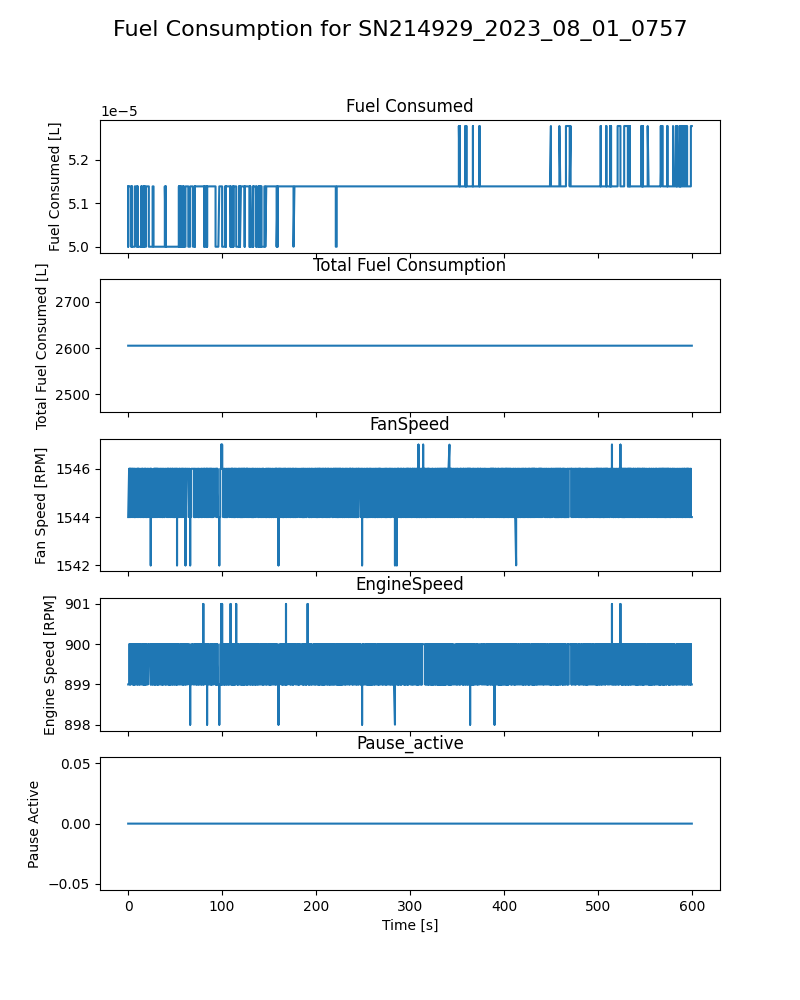 Fuel Consumption for SN214929_2023_08_01_0757
1e−5
Fuel Consumed
Fuel Consumed [L]
5.2
5.1
5.0
Total Fuel Consumption
Total Fuel Consumed [L]
2700
2600
2500
FanSpeed
Fan Speed [RPM]
1546
1544
1542
EngineSpeed
Engine Speed [RPM]
901
900
899
898
Pause_active
Pause Active
0.05
0.00
−0.05
0 100 200 300 400 500 600
Time [s]